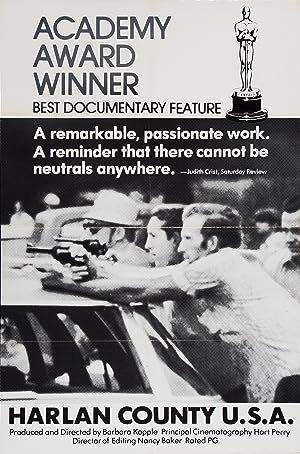 ACADEMY
AWARD
WINNER
BEST DOCUMENTARY FEATURE
A remarkable, passionate work.
A reminder that there cannot be
neutrals anywhere. —Judith Crist, Saturday Review
HARLAN COUNTY U.S.A.
Produced and Directed by Barbara Kopple Principal Cinematography Hart Perry
Director of Editing Nancy Baker Rated PG